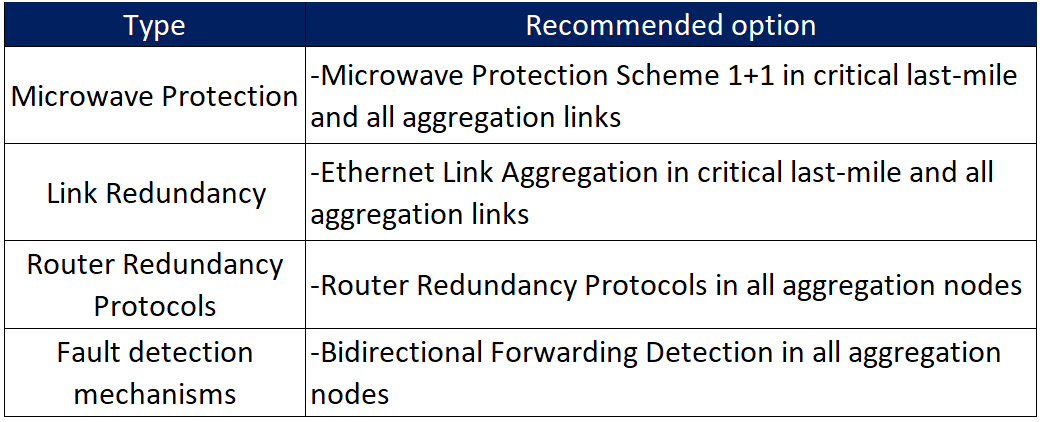 Type
Recommended option
Microwave Protection
-Microwave Protection Scheme 1+1 in critical last-mile
and all aggregation links
Link Redundancy
-Ethernet Link Aggregation in critical last-mile and all
aggregation links
Router Redundancy
Protocols
-Router Redundancy Protocols in all aggregation nodes
Fault detection
mechanisms
-Bidirectional Forwarding Detection in all aggregation
nodes